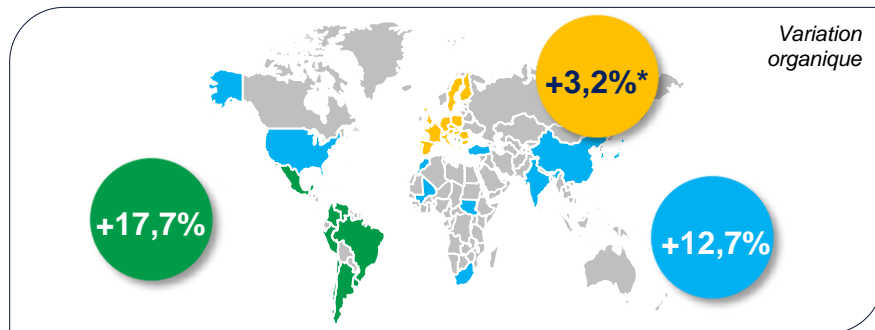 Variation
organique
+3,2%*
+17,7%
+12,7%